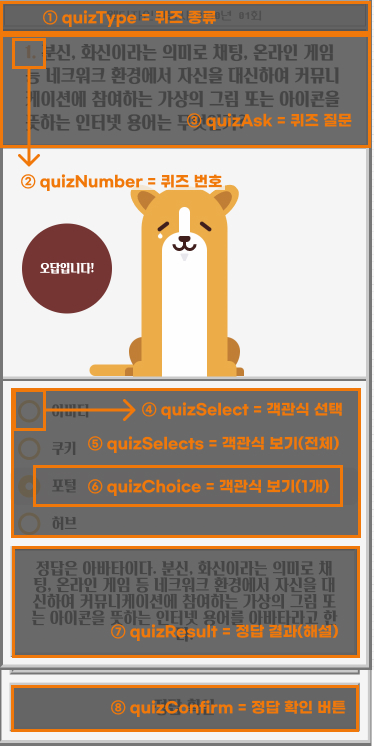 ① quizType = 퀴즈 종류
1. 분신, 화신이라는 의미로 채팅, 온라인 게임
등 네크워크 환경에서 자신을 대신하여 커뮤니
케이션에 참여하는 가상의 그림 또는 아이콘을
뜻하는 인터넷 용어는 무엇인가?
③ quizAsk = 퀴즈 질문
② quizNumber = 퀴즈 번호
오답입니다!
아바타
④ quizSelect = 객관식 선택
쿠키
⑤ quizSelects = 객관식 보기(전체)
포털
⑥ quizChoice = 객관식 보기(1개)
허브
정답은 아바타이다. 분신, 화신이라는 의미로 채
팅, 온라인 게임 등 네크워크 환경에서 자신을 대
신하여 커뮤니케이션에 참여하는 가상의 그림 또
는 아이콘을 뜻하는 인터넷 용어를 아바타라고 한
⑦ quizResult = 정답 결과(해설)
⑧ quizConfirm = 정답 확인 버튼